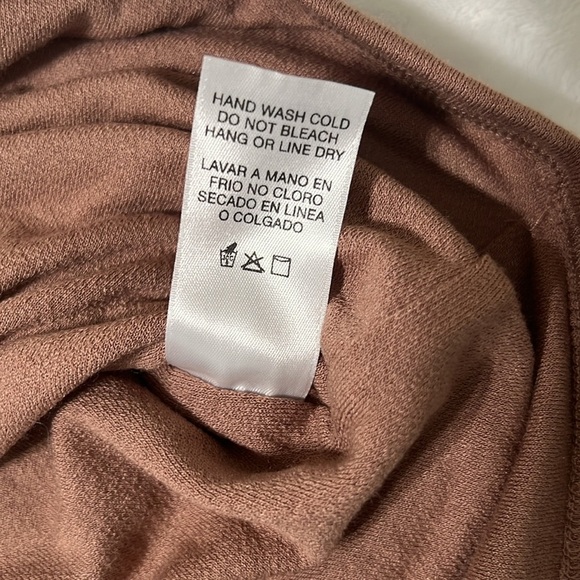 HAND WASH COLD
DO NOT BLEACH
HANG OR LINE DRY
LAVAR A MANO EN
FRIO NO CLORO
SECADO EN LINEA
O COLGADO